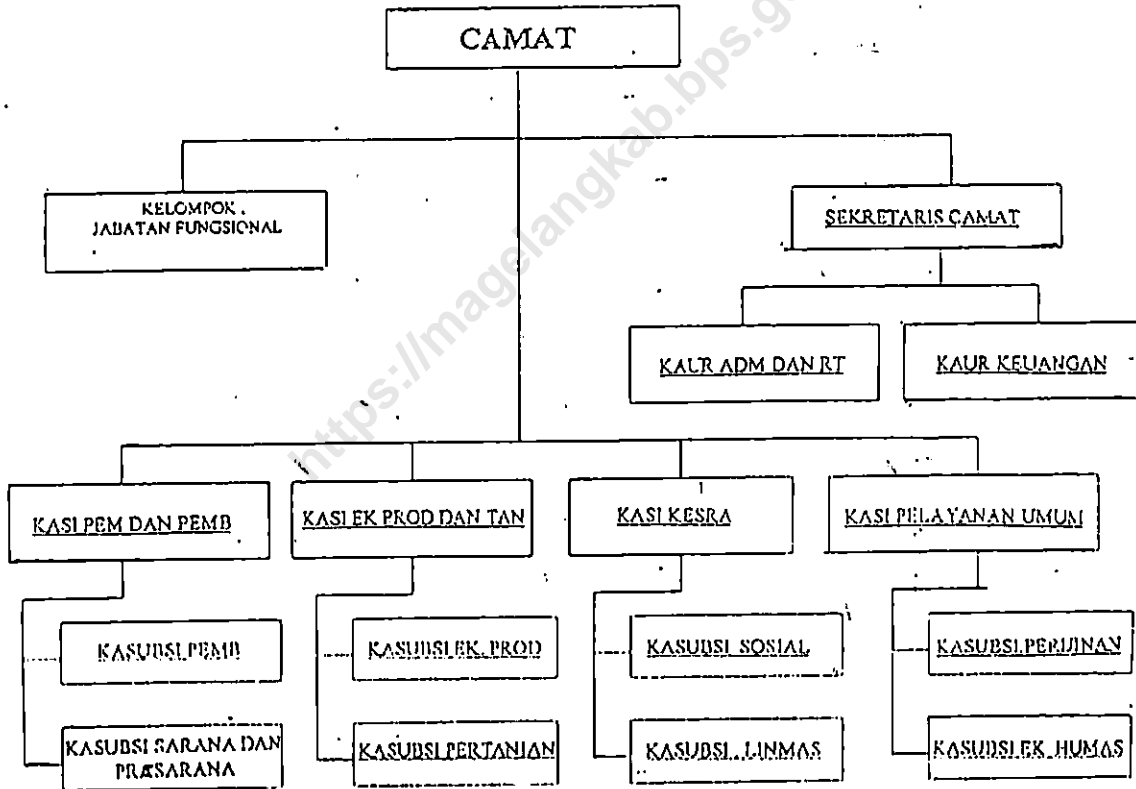 CAMAT
KELOMPOK
JABATAN FUNGSIONAL
SEKRETARIS CAMAT
KAUR ADM DAN RT
KAUR KEUANGAN
KASI PEM DAN PEMB
KASI EK PROD DAN TAN
KASI KESRA
KASI PELAYANAN UMUM
KASUBSI PEMB
KASUBSI EK. PROD
KASUBSI SOSIAL
KASUBSI PERIJINAN
KASUBSI SARANA DAN
PRASARANA
KASUBSI PERTANIAN
KASUBSI LINMAS
KASUBSI EK HUMAS
https://magelangkab.bps.g